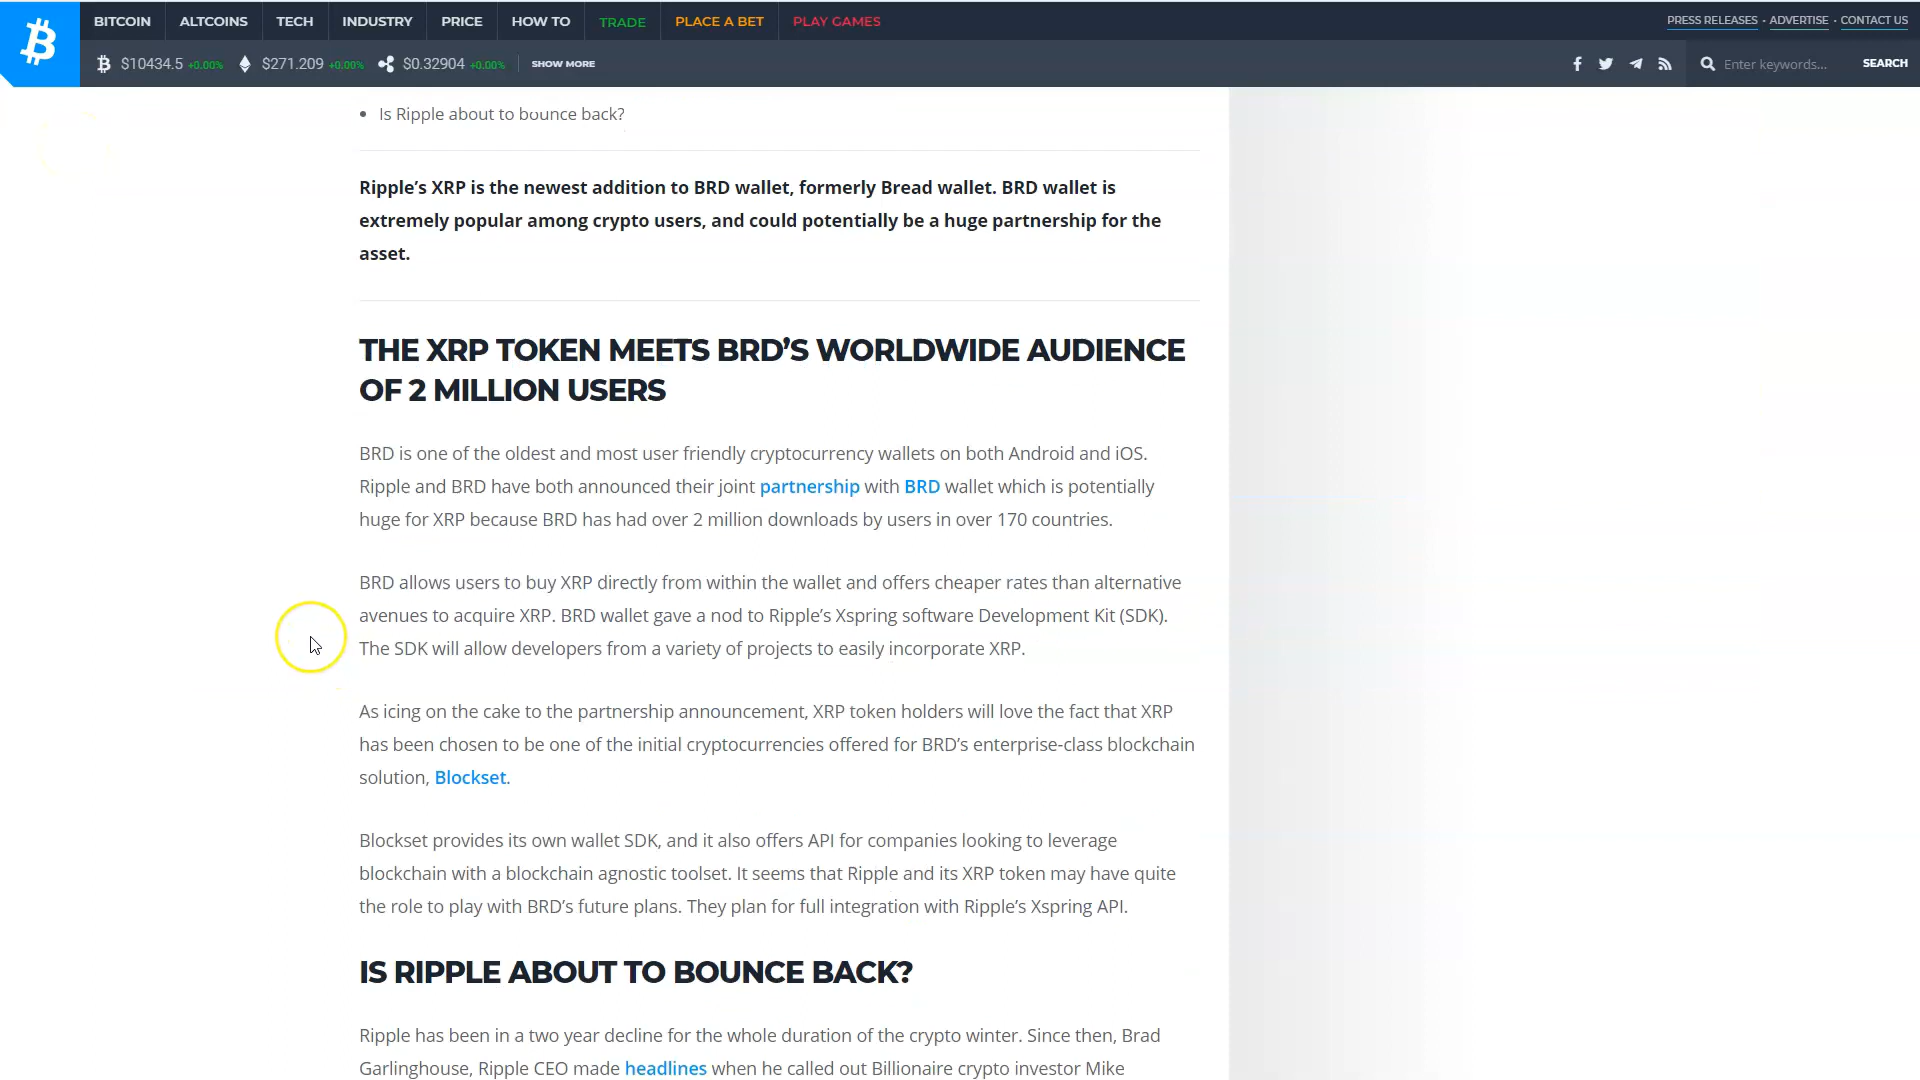 BITCOIN ALTCOINS TECH INDUSTRY PRICE HOW TO TRADE PLACE A BET PLAY GAMES PRESS RELEASES - ADVERTISE - CONTACT US
$10434.5 +0.00% $271.209 +0.00% $0.32904 +0.00% SHOW MORE Enter keywords... SEARCH
• Is Ripple about to bounce back?
Ripple’s XRP is the newest addition to BRD wallet, formerly Bread wallet. BRD wallet is
extremely popular among crypto users, and could potentially be a huge partnership for the
asset.
THE XRP TOKEN MEETS BRD’S WORLDWIDE AUDIENCE
OF 2 MILLION USERS
BRD is one of the oldest and most user friendly cryptocurrency wallets on both Android and iOS.
Ripple and BRD have both announced their joint partnership with BRD wallet which is potentially
huge for XRP because BRD has had over 2 million downloads by users in over 170 countries.
BRD allows users to buy XRP directly from within the wallet and offers cheaper rates than alternative
avenues to acquire XRP. BRD wallet gave a nod to Ripple’s Xspring software Development Kit (SDK).
The SDK will allow developers from a variety of projects to easily incorporate XRP.
As icing on the cake to the partnership announcement, XRP token holders will love the fact that XRP
has been chosen to be one of the initial cryptocurrencies offered for BRD’s enterprise-class blockchain
solution, Blockset.
Blockset provides its own wallet SDK, and it also offers API for companies looking to leverage
blockchain with a blockchain agnostic toolset. It seems that Ripple and its XRP token may have quite
the role to play with BRD’s future plans. They plan for full integration with Ripple’s Xspring API.
IS RIPPLE ABOUT TO BOUNCE BACK?
Ripple has been in a two year decline for the whole duration of the crypto winter. Since then, Brad
Garlinghouse, Ripple CEO made headlines when he called out Billionaire crypto investor Mike